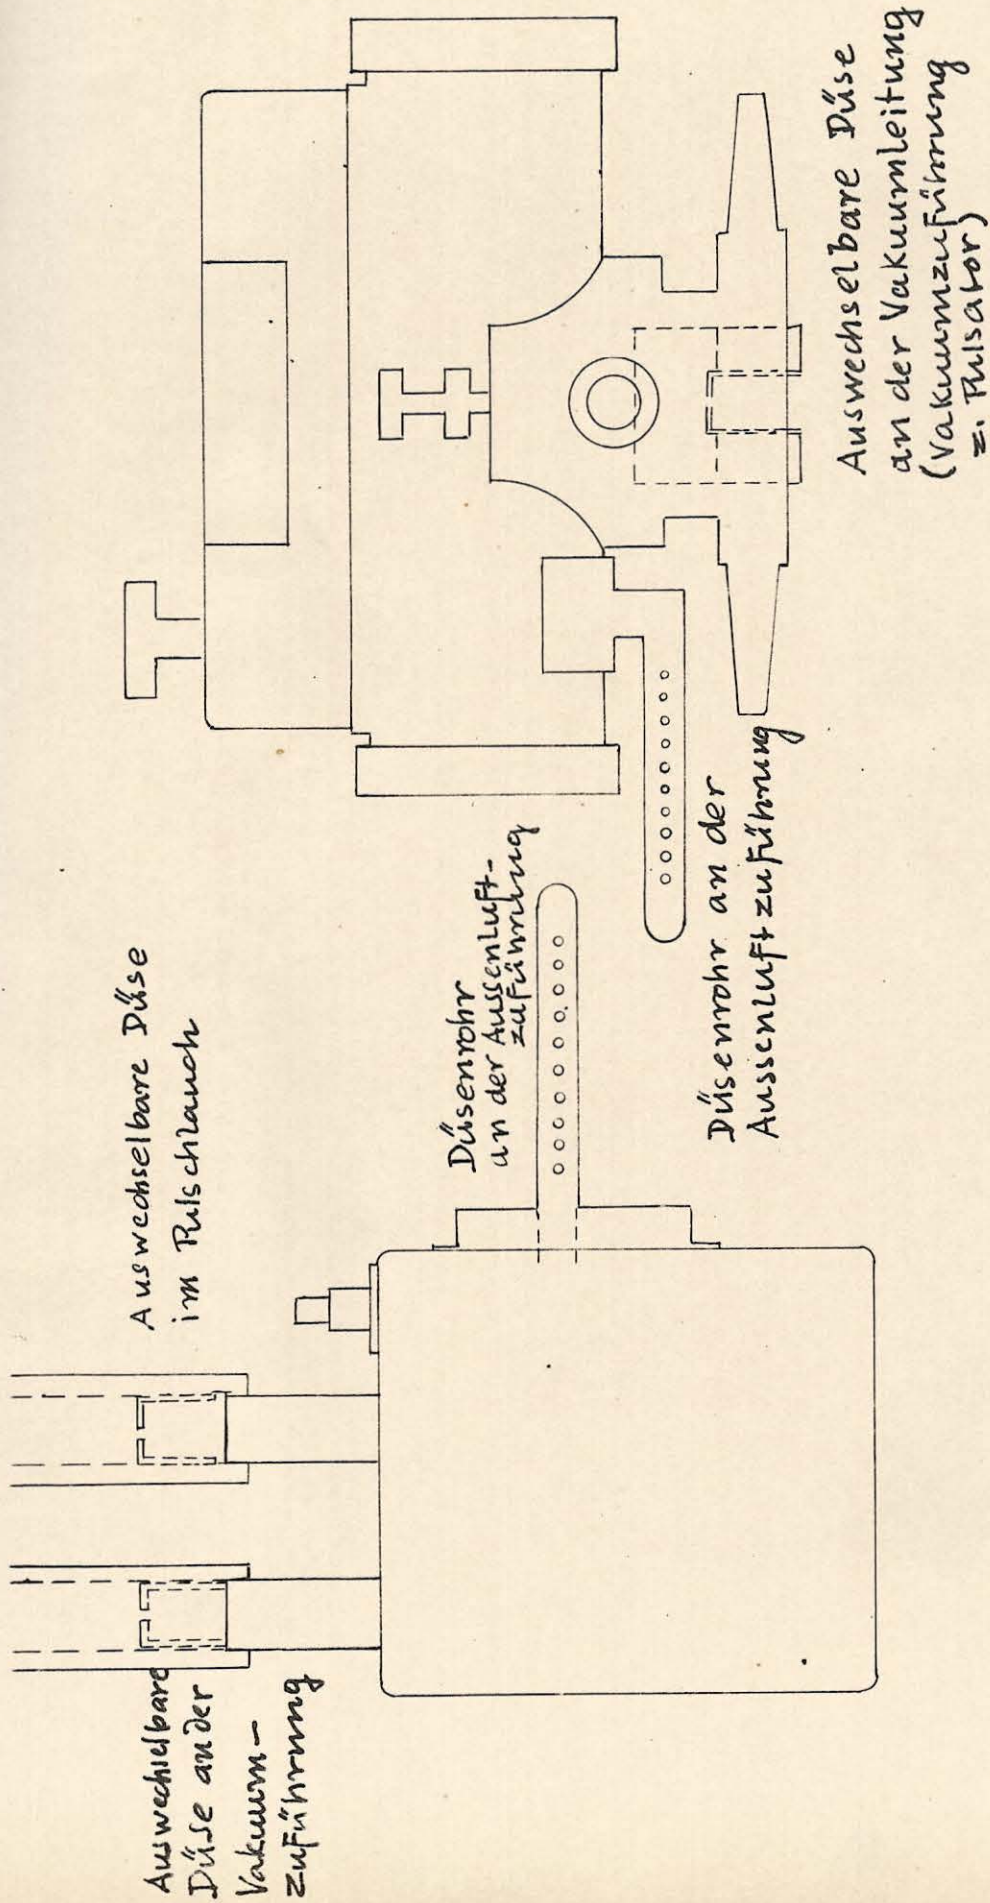 Auswechselbare
Düse an der
Vakuum-
zuführung
Auswechselbare Düse
im Pulschlauch
Düsenrohr
an der Aussenluft-
zuführung
Düsenrohr an der
Aussenluftzuführung
Auswechselbare Düse
an der Vakuumleitung
(Vakuumzuführung
z. Pulsator)